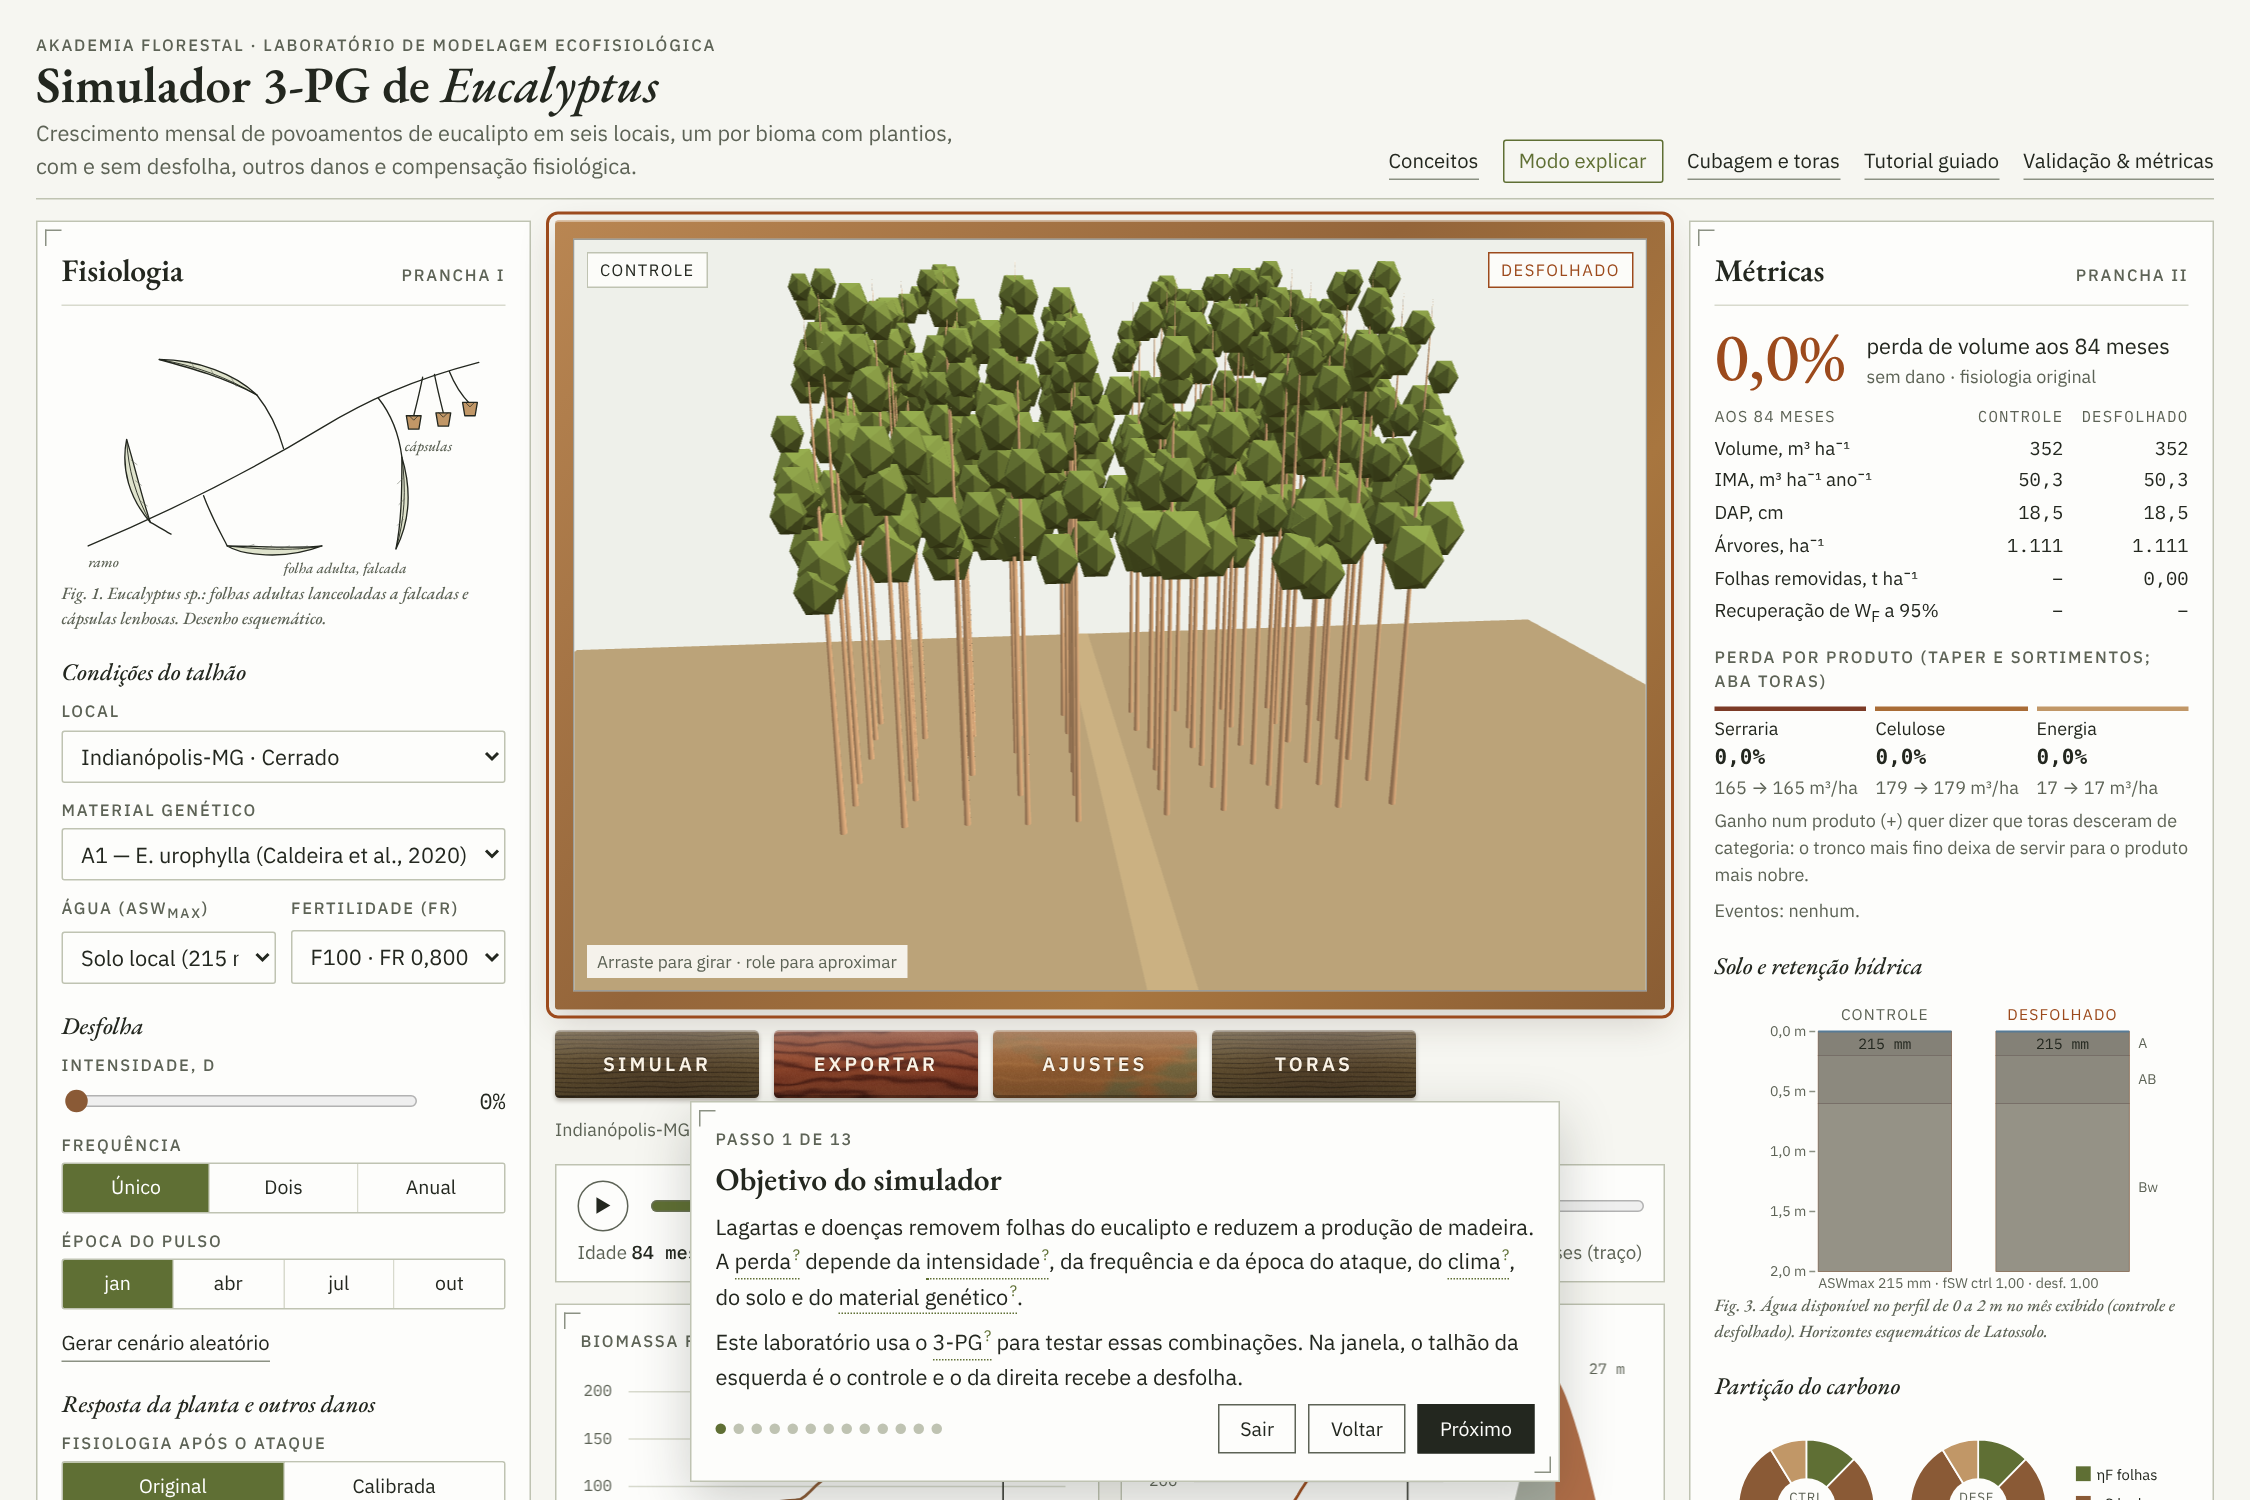 AKADEMIA FLORESTAL · LABORATÓRIO DE MODELAGEM ECOFISIOLÓGICA
Simulador 3-PG de Eucalyptus
Crescimento mensal de povoamentos de eucalipto em seis locais, um por bioma com plantios,
com e sem desfolha, outros danos e compensação fisiológica.
Conceitos
Modo explicar
Cubagem e toras
Tutorial guiado
Validação & métricas
Fisiologia
PRANCHA I
cápsulas
ramo
folha adulta, falcada
Fig. 1. Eucalyptus sp.: folhas adultas lanceoladas a falcadas e
cápsulas lenhosas. Desenho esquemático.
Condições do talhão
LOCAL
Indianópolis-MG · Cerrado
MATERIAL GENÉTICO
A1 — E. urophylla (Caldeira et al., 2020)
ÁGUA (ASWMAX)
FERTILIDADE (FR)
Solo local (215 r
F100 · FR 0,800
Desfolha
INTENSIDADE, D
0%
FREQUÊNCIA
Único
Dois
Anual
ÉPOCA DO PULSO
jan
abr
jul
out
Gerar cenário aleatório
Resposta da planta e outros danos
FISIOLOGIA APÓS O ATAQUE
Original
Calibrada
CONTROLE
DESFOLHADO
Arraste para girar · role para aproximar
SIMULAR
EXPORTAR
AJUSTES
TORAS
Indianópolis-MG
Idade 84 me
ses (traço)
BIOMASSA F
200
150
100
27 m
200
PASSO 1 DE 13
Objetivo do simulador
Lagartas e doenças removem folhas do eucalipto e reduzem a produção de madeira.
A perda? depende da intensidade?, da frequência e da época do ataque, do clima?,
do solo e do material genético?.
Este laboratório usa o 3-PG? para testar essas combinações. Na janela, o talhão da
esquerda é o controle e o da direita recebe a desfolha.
Sair
Voltar
Próximo
Métricas
PRANCHA II
0,0%
perda de volume aos 84 meses
sem dano · fisiologia original
AOS 84 MESES CONTROLE DESFOLHADO
Volume, m³ ha⁻¹ 352 352
IMA, m³ ha⁻¹ ano⁻¹ 50,3 50,3
DAP, cm 18,5 18,5
Árvores, ha⁻¹ 1.111 1.111
Folhas removidas, t ha⁻¹ – 0,00
Recuperação de WF a 95% – –
PERDA POR PRODUTO (TAPER E SORTIMENTOS;
ABA TORAS)
Serraria
0,0%
165 → 165 m³/ha
Celulose
0,0%
179 → 179 m³/ha
Energia
0,0%
17 → 17 m³/ha
Ganho num produto (+) quer dizer que toras desceram de
categoria: o tronco mais fino deixa de servir para o produto
mais nobre.
Eventos: nenhum.
Solo e retenção hídrica
CONTROLE
DESFOLHADO
0,0 m
215 mm
215 mm
A
AB
0,5 m
1,0 m
Bw
1,5 m
2,0 m
ASWmax 215 mm · fSW ctrl 1.00 · desf. 1.00
Fig. 3. Água disponível no perfil de 0 a 2 m no mês exibido (controle e
desfolhado). Horizontes esquemáticos de Latossolo.
Partição do carbono
ηF folhas